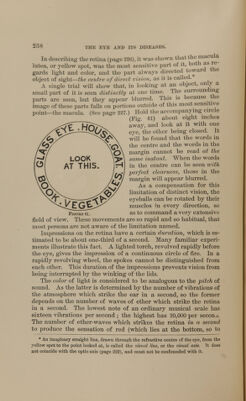 258
THE EYE AND ITS DISEASES.
In describing the retina (page 226), it was shown that the macula
lutea, or yellow spot, was the most sensitive part of it, both as re-
gards light and color, and the part always directed toward the
object of sight—the centre of direct vision, as it is called.*
A single trial will show that, in looking at an object, only a
small part of it is seen distinctly at one time. The surrounding
parts are seen, but they appear blurred. This is because the
image of these parts falls on portions outside of this most sensitive
point—the macula. (See page 227.) Hold the accompanying circle
(Fig. 61) about eight inches
away, and look at it with one
eye, the other being closed. It
will be found that the words in
the centre and the words in the
margin cannot be read at the
same instant. When the words
in the centre can be seen with
perfect clearness, those in the
margin will appear blurred.
As a compensation for this
limitation of distinct vision, the
eyeballs can be rotated by their
muscles in every direction, so
as to command a very extensive
GLASS EYE. HOUSE GOAT.
LOOK
AT THIS.
BOOK. VEGETABLES.
FIGURE 61.
field of view. These movements are so rapid and so habitual, that
most persons are not aware of the limitation named.
Impressions on the retina have a certain duration, which is es-
timated to be about one-third of a second. Many familiar experi-
ments illustrate this fact. A lighted torch, revolved rapidly before
the eye, gives the impression of a continuous circle of fire. In a
rapidly revolving wheel, the spokes cannot be distinguished from
each other. This duration of the impressions prevents vision from
being interrupted by the winking of the lids.
The color of light is considered to be analogous to the pitch of
sound. As the latter is determined by the number of vibrations of
the atmosphere which strike the ear in a second, so the former
depends on the number of waves of ether which strike the retina
in a second. The lowest note of an ordinary musical scale has
sixteen vibrations per second; the highest has 20,000 per second.
The number of ether-waves which strikes the retina in a second
to produce the sensation of red (which lies at the bottom, so to
* An imaginary straight line, drawn through the refractive centre of the eye, from the
yellow spot to the point looked at, is called the visual line, or the visual axis. It does
not coincide with the optic axis (page 222), and must not be confounded with it.